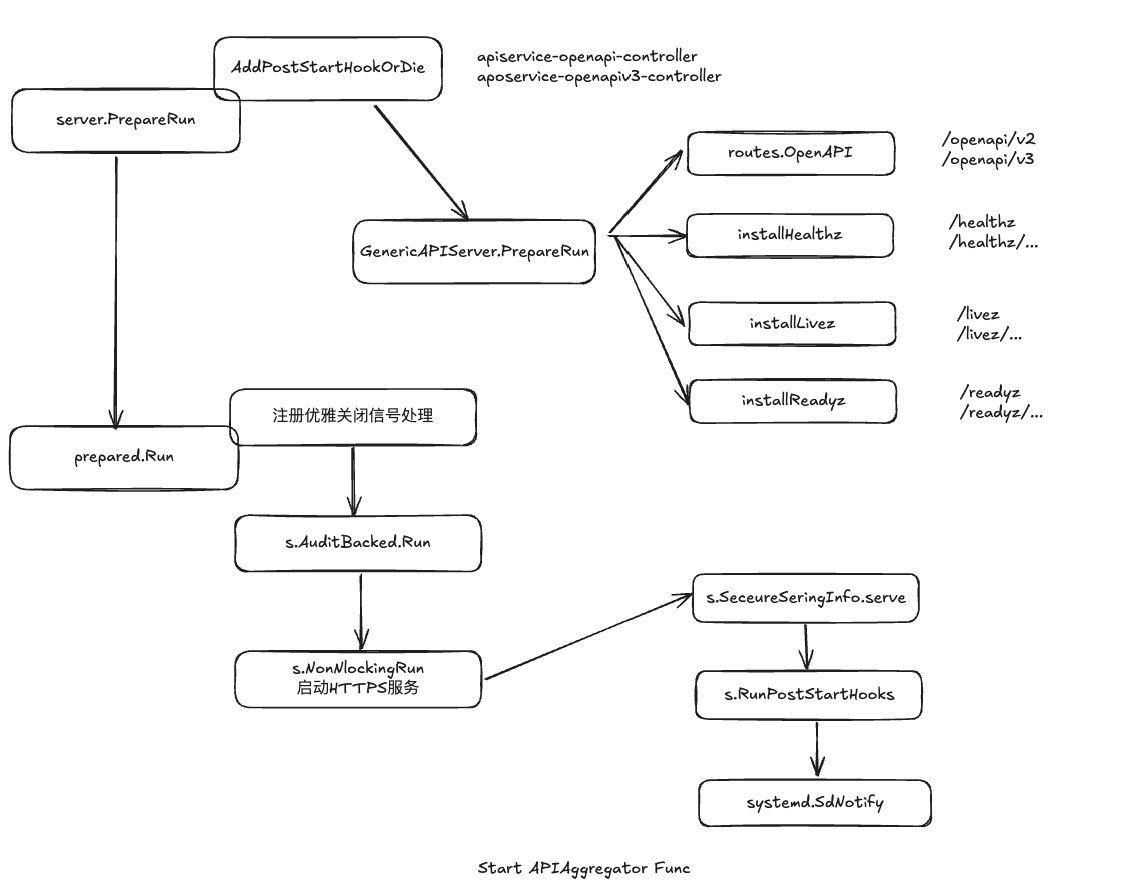 AddPostStartHookOrDie
apiservice-openapi-controller
aposervice-openapiv3-controller
server.PrepareRun
routes.OpenAPI
/openapi/v2
/openapi/v3
GenericAPIServer.PrepareRun
installHealthz
/healthz
/healthz/...
installLivez
/livez
/livez/...
installReadyz
/readyz
/readyz/...
注册优雅关闭信号处理
prepared.Run
s.AuditBacked.Run
s.SeceureSeringInfo.serve
s.NonNlockingRun
启动HTTPS服务
s.RunPostStartHooks
systemd.SdNotify
Start APIAggregator Func